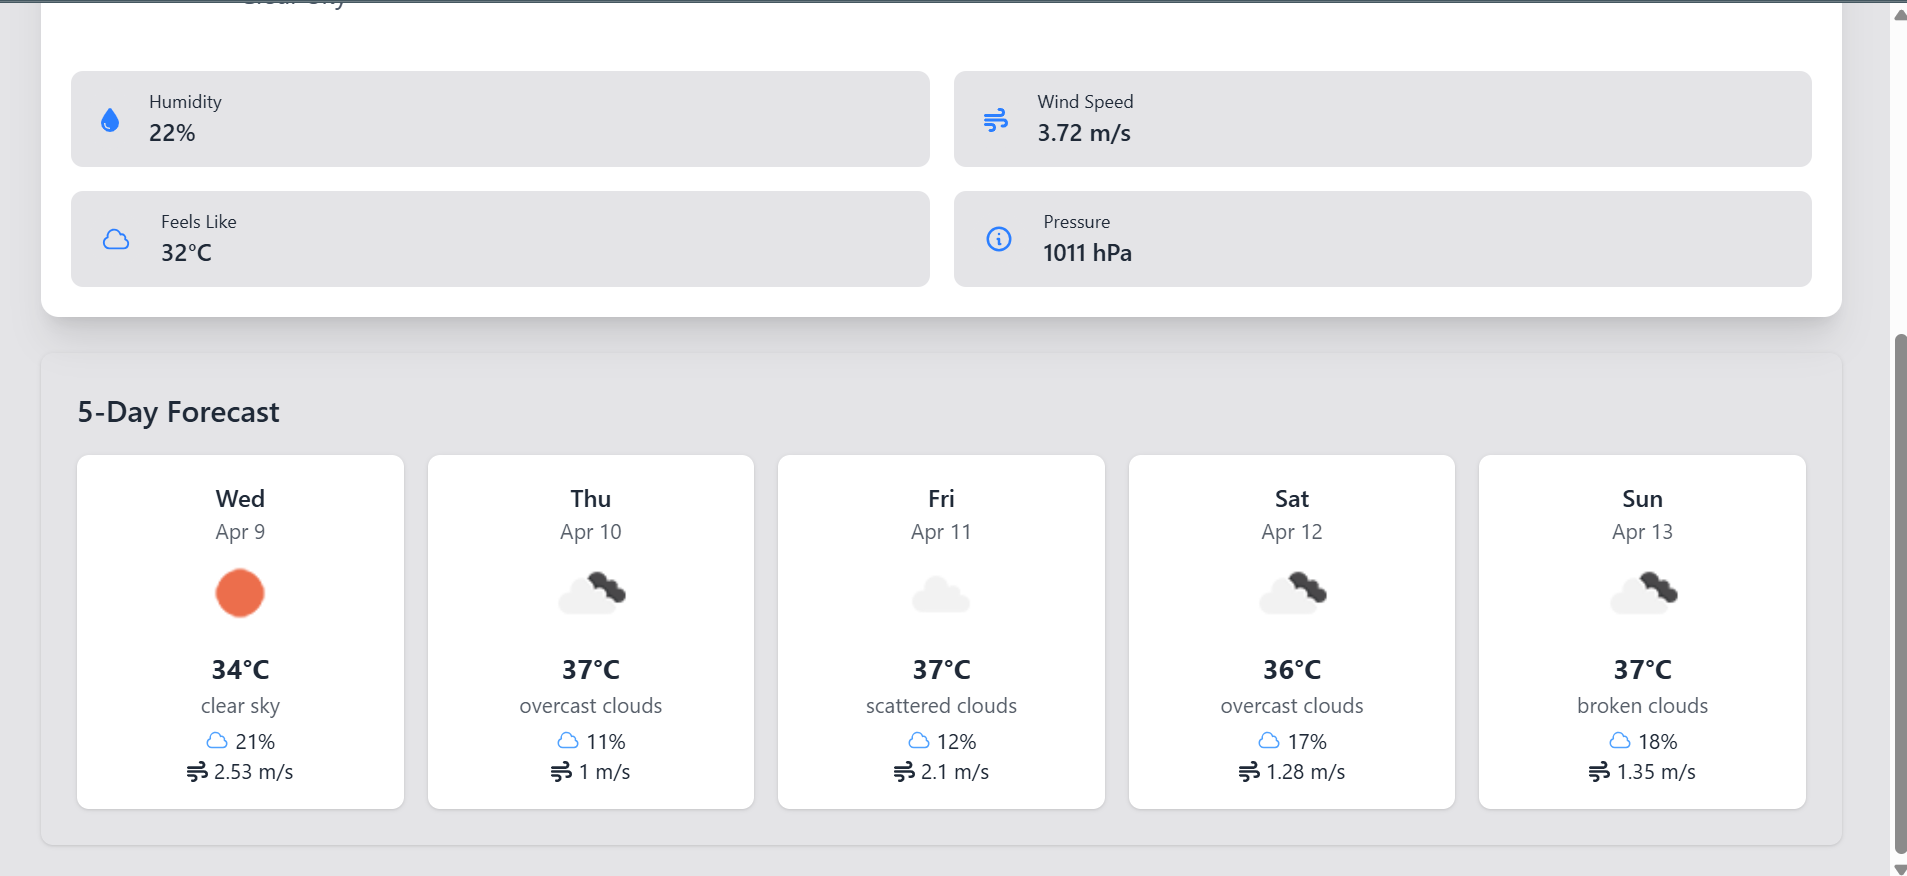 Clear Sky
Humidity
22%
Wind Speed
3.72 m/s
Feels Like
32°C
Pressure
1011 hPa
5-Day Forecast
Wed
Apr 9
34°C
clear sky
21%
2.53 m/s
Thu
Apr 10
37°C
overcast clouds
11%
1 m/s
Fri
Apr 11
37°C
scattered clouds
12%
2.1 m/s
Sat
Apr 12
36°C
overcast clouds
17%
1.28 m/s
Sun
Apr 13
37°C
broken clouds
18%
1.35 m/s